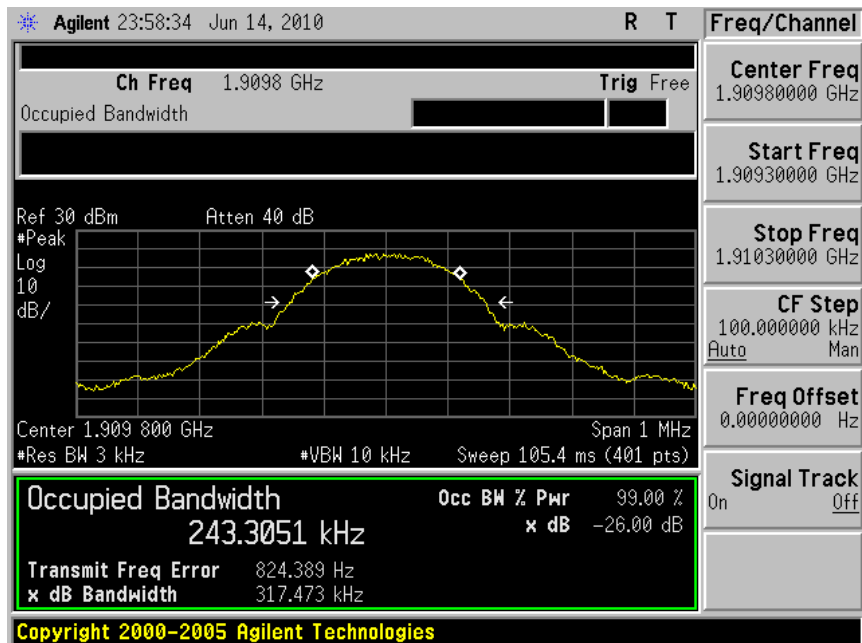 Agilent 23:58:34 Jun 14, 2010 R T Freq/Channel
Ch Freq 1.9098 GHz Trig Free
Occupied Bandwidth
Center Freq
1.90980000 GHz
Start Freq
1.90930000 GHz
Stop Freq
1.91030000 GHz
CF Step
100.000000 kHz
Auto Man
Freq Offset
0.00000000 Hz
Signal Track
On Off
Ref 30 dBm Atten 40 dB
#Peak
Log
10
dB/
Center 1.909 800 GHz Span 1 MHz
#Res BW 3 kHz #VBW 10 kHz Sweep 105.4 ms (401 pts)
Occupied Bandwidth Occ BW % Pwr 99.00 %
243.3051 kHz x dB -26.00 dB
Transmit Freq Error 824.389 Hz
x dB Bandwidth 317.473 kHz
Copyright 2000-2005 Agilent Technologies